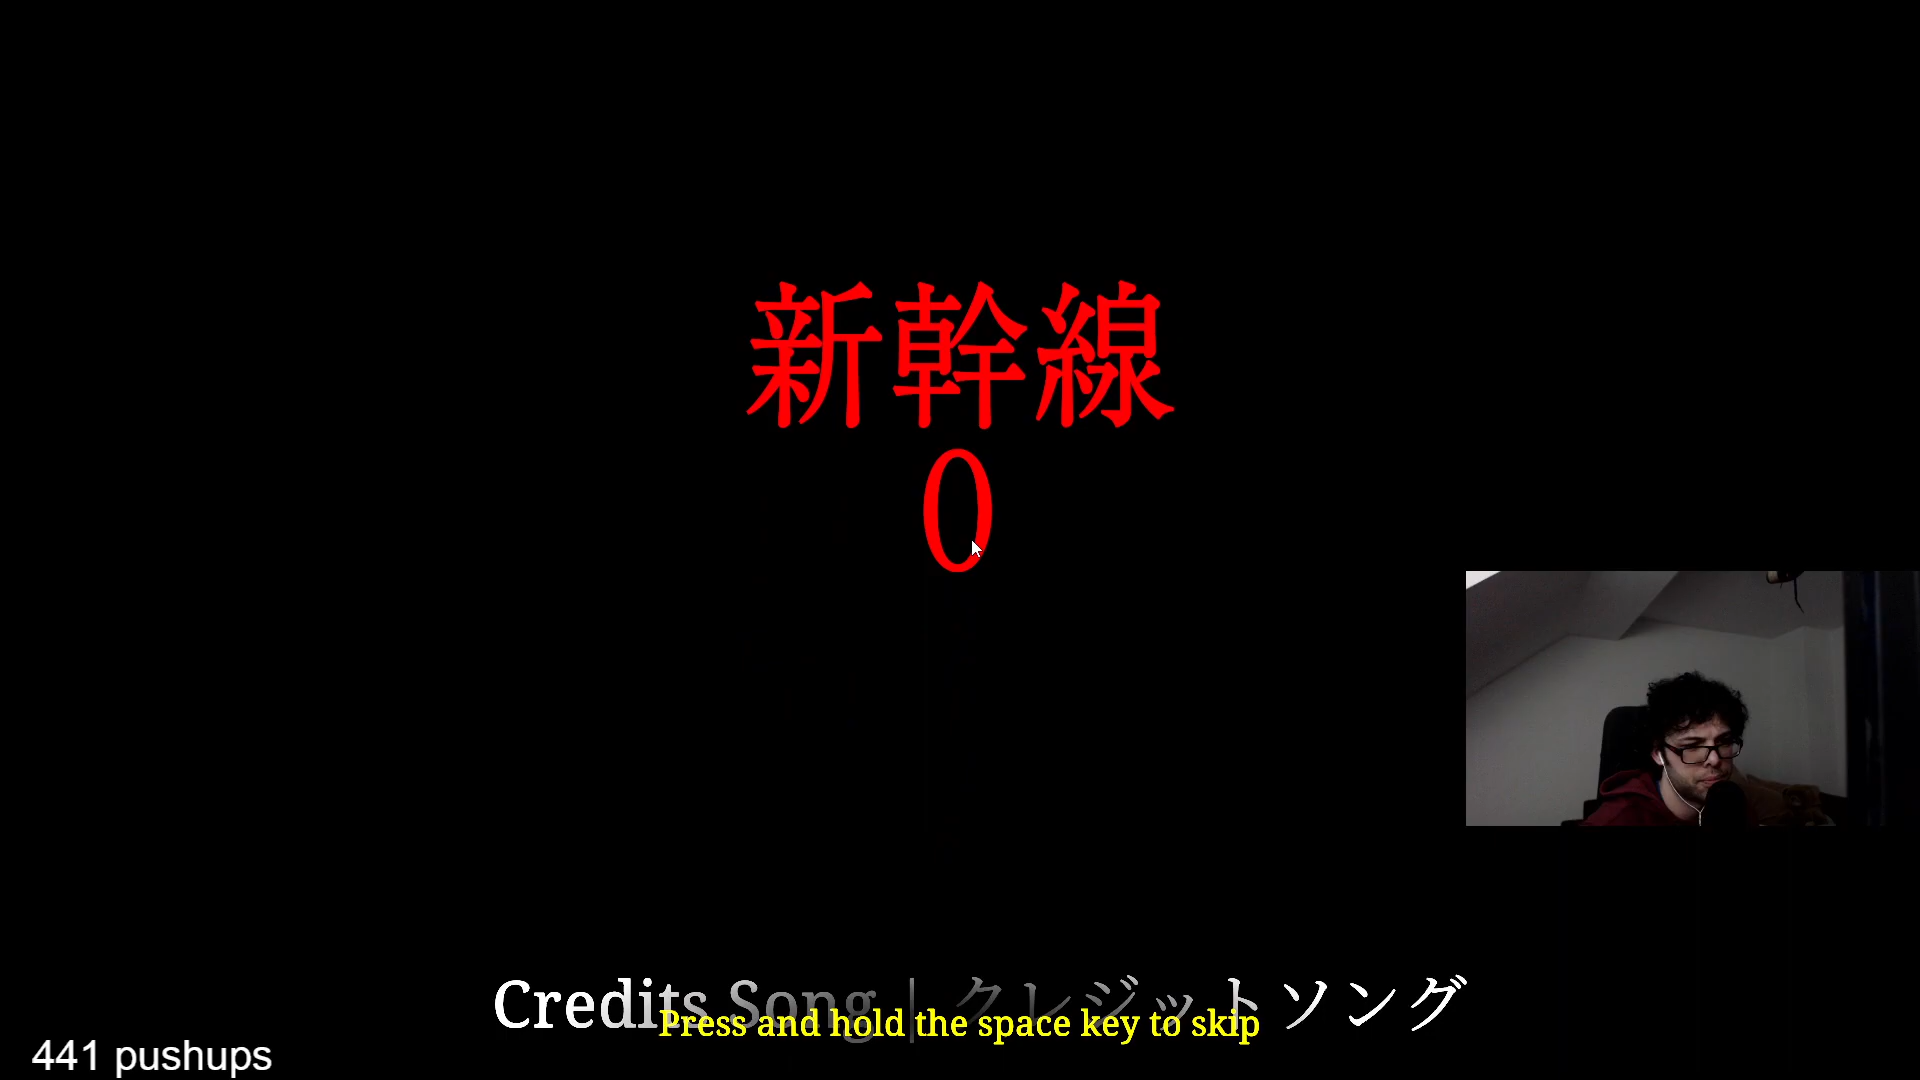 新幹線
0
Credits Song | クレジットソング
Press and hold the space key to skip
441 pushups